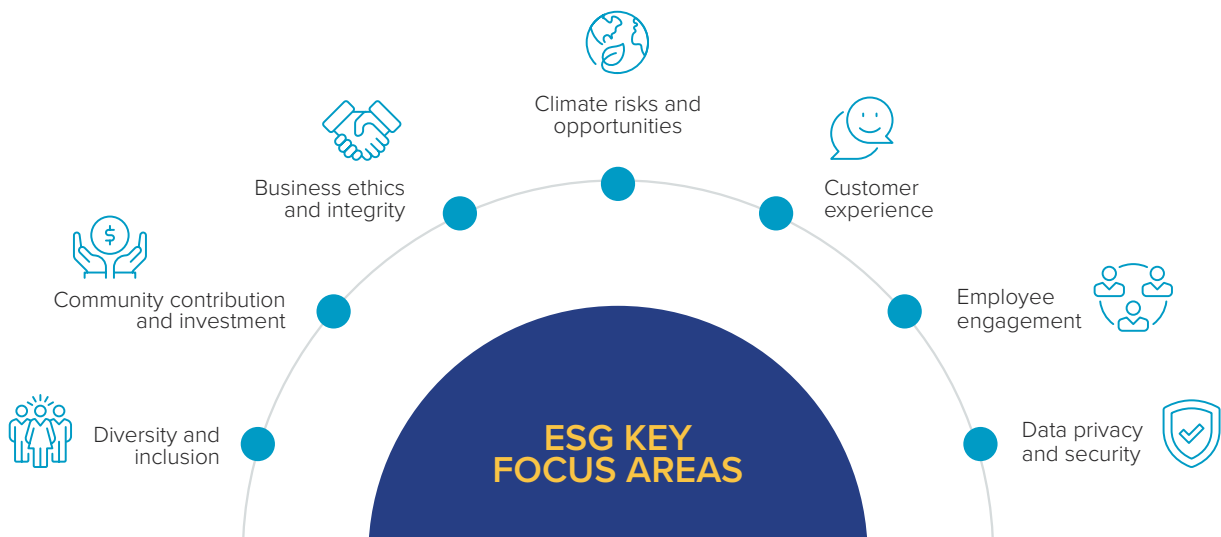 Climate risks and
opportunities
Business ethics
and integrity
Customer
experience
$
Community contribution
and investment
Employee
engagement
Diversity and
inclusion
Data privacy
and security
ESG KEY
FOCUS AREAS